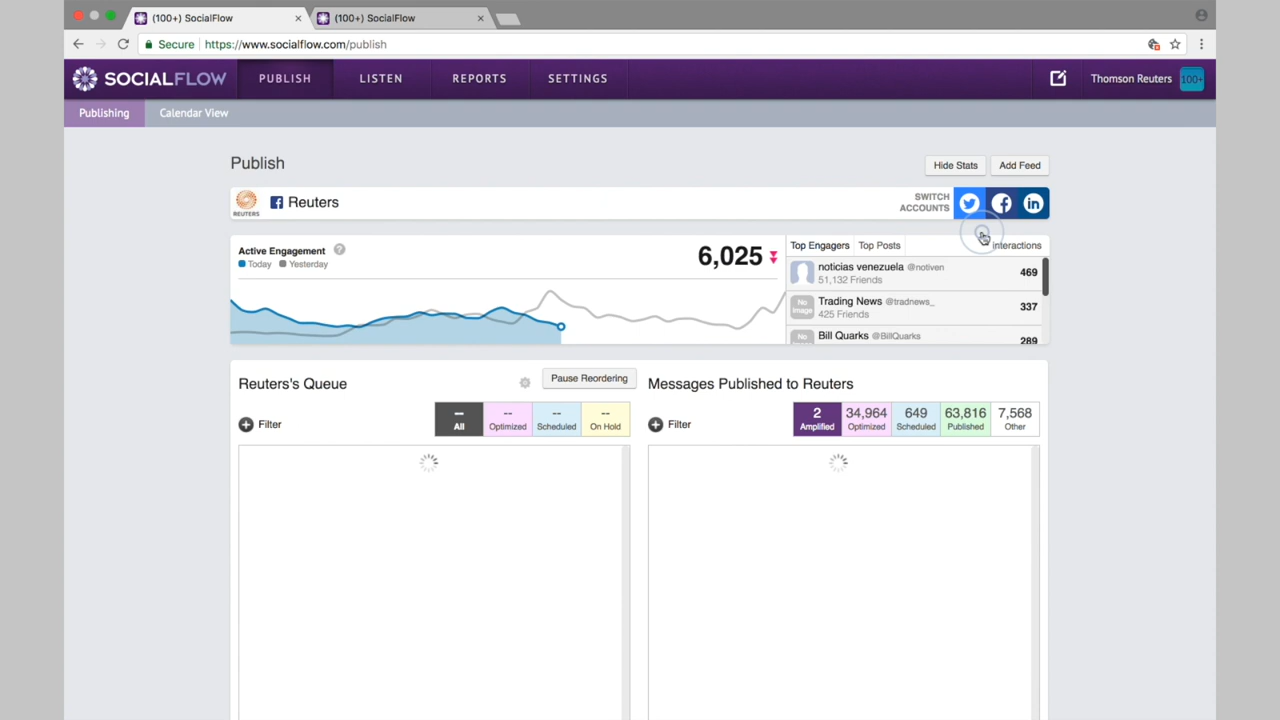 (100+) SocialFlow
(100+) SocialFlow
Secure https://www.socialflow.com/publish
SOCIALFLOW PUBLISH LISTEN REPORTS SETTINGS Thomson Reuters 100+
Publishing Calendar View
Publish Hide Stats Add Feed
REUTERS Reuters SWITCH ACCOUNTS
Active Engagement ?
Today Yesterday
6,025
Top Engagers Top Posts Interactions
noticias venezuela @notiven
51,132 Friends
469
No Image
Trading News @tradnews_
425 Friends
337
No
Bill Quarks @BillQuarks
289
Reuters's Queue Pause Reordering
Filter
-- All
-- Optimized
-- Scheduled
-- On Hold
Messages Published to Reuters
Filter
2 Amplified
34,964 Optimized
649 Scheduled
63,816 Published
7,568 Other